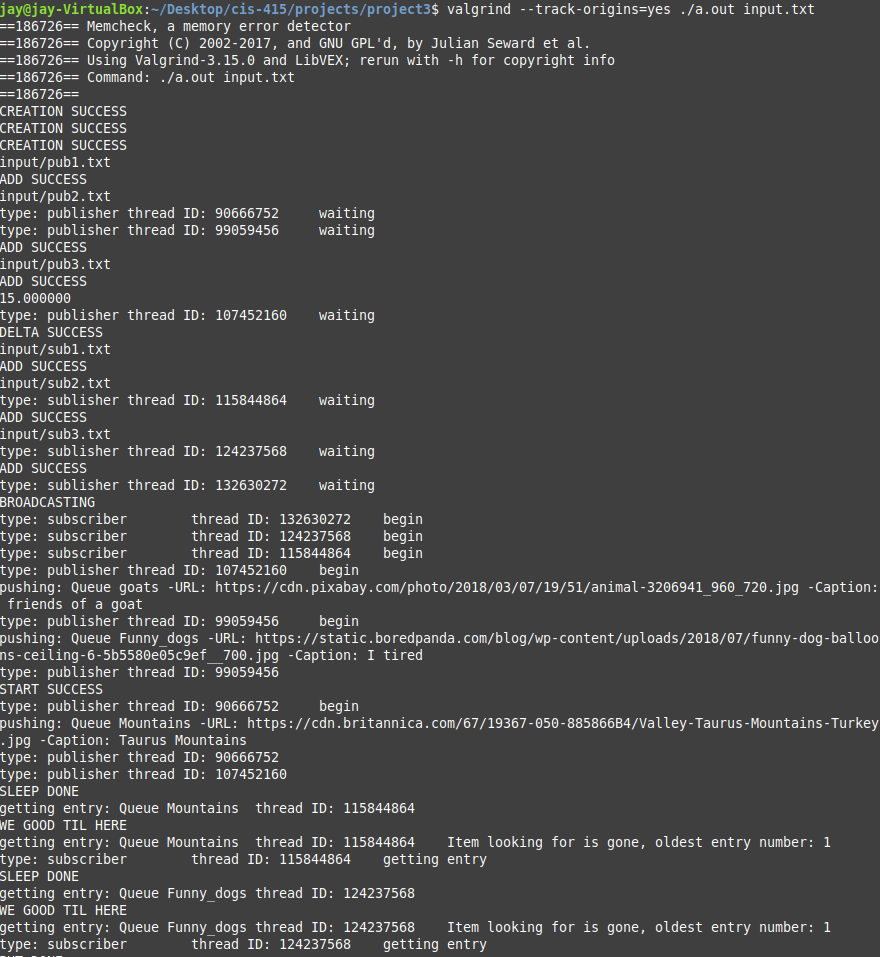 jay@jay-VirtualBox:~/Desktop/cis-415/projects/project3$ valgrind --track-origins=yes ./a.out input.txt
==186726== Memcheck, a memory error detector
==186726== Copyright (C) 2002-2017, and GNU GPL'd, by Julian Seward et al.
==186726== Using Valgrind-3.15.0 and LibVEX; rerun with -h for copyright info
==186726== Command: ./a.out input.txt
==186726==
CREATION SUCCESS
CREATION SUCCESS
CREATION SUCCESS
input/pub1.txt
ADD SUCCESS
input/pub2.txt
type: publisher thread ID: 90666752     waiting
type: publisher thread ID: 99059456     waiting
ADD SUCCESS
input/pub3.txt
ADD SUCCESS
15.000000
type: publisher thread ID: 107452160    waiting
DELTA SUCCESS
input/sub1.txt
ADD SUCCESS
input/sub2.txt
type: sublisher thread ID: 115844864    waiting
ADD SUCCESS
input/sub3.txt
type: sublisher thread ID: 124237568    waiting
ADD SUCCESS
type: sublisher thread ID: 132630272    waiting
BROADCASTING
type: subscriber        thread ID: 132630272    begin
type: subscriber        thread ID: 124237568    begin
type: subscriber        thread ID: 115844864    begin
type: publisher thread ID: 107452160    begin
pushing: Queue goats -URL: https://cdn.pixabay.com/photo/2018/03/07/19/51/animal-3206941_960_720.jpg -Caption:
 friends of a goat
type: publisher thread ID: 99059456     begin
pushing: Queue Funny_dogs -URL: https://static.boredpanda.com/blog/wp-content/uploads/2018/07/funny-dog-balloo
ns-ceiling-6-5b5580e05c9ef__700.jpg -Caption: I tired
type: publisher thread ID: 99059456
START SUCCESS
type: publisher thread ID: 90666752     begin
pushing: Queue Mountains -URL: https://cdn.britannica.com/67/19367-050-885866B4/Valley-Taurus-Mountains-Turkey
.jpg -Caption: Taurus Mountains
type: publisher thread ID: 90666752
type: publisher thread ID: 107452160
SLEEP DONE
getting entry: Queue Mountains  thread ID: 115844864
WE GOOD TIL HERE
getting entry: Queue Mountains  thread ID: 115844864    Item looking for is gone, oldest entry number: 1
type: subscriber        thread ID: 115844864    getting entry
SLEEP DONE
getting entry: Queue Funny_dogs thread ID: 124237568
WE GOOD TIL HERE
getting entry: Queue Funny_dogs thread ID: 124237568    Item looking for is gone, oldest entry number: 1
type: subscriber        thread ID: 124237568    getting entry